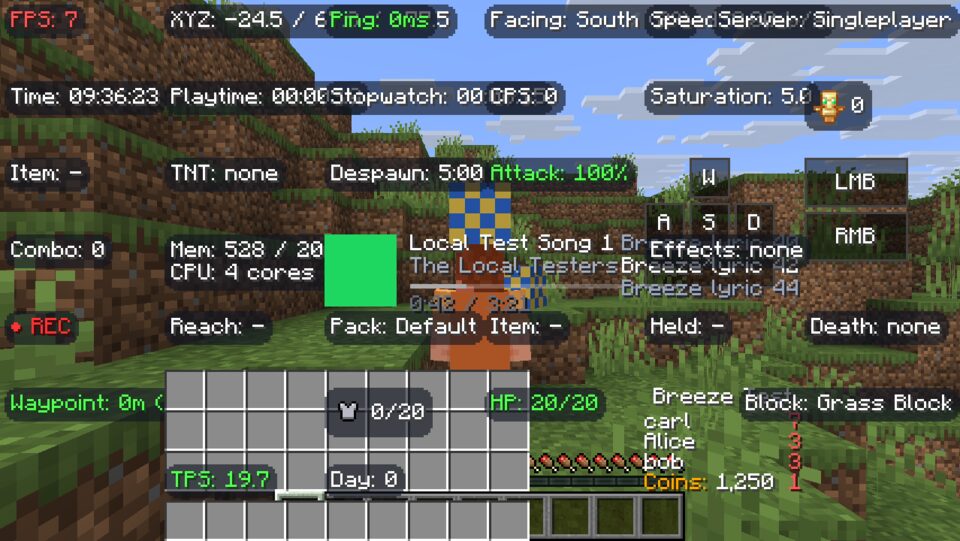 FPS: 7
XYZ: -24.5 / 6
Ping: 0ms
5
Facing: South
Speed
Server: Singleplayer
Time: 09:36:23
Playtime: 00:00
Stopwatch: 00
CPS: 0
Saturation: 5.0
0
Item: -
TNT: none
Despawn: 5:00
Attack: 100%
W
LMB
A S D
RMB
Combo: 0
Mem: 528 / 20
CPU: 4 cores
Local Test Song 1
The Local Testers
0:42 / 3:21
Effects: none
Breeze lyric 42
Breeze lyric 44
REC
Reach: -
Pack: Default
Item: -
Held: -
Death: none
Waypoint: 0m (
0/20
HP: 20/20
Breeze
Block: Grass Block
carl 7
Alice 3
bob 3
Coins: 1,250 1
TPS: 19.7
Day: 0